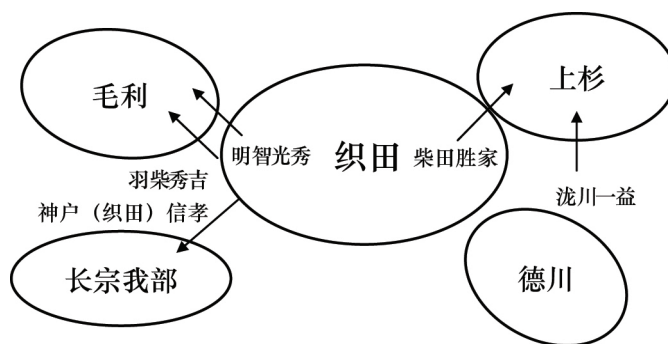 毛利
上杉
明智光秀
织田
柴田胜家
羽柴秀吉
泷川一益
神户（织田）信孝
长宗我部
德川